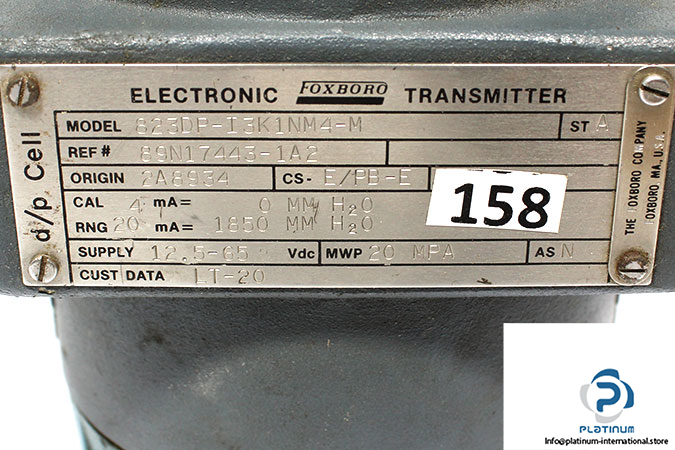 ELECTRONIC FOXBORO TRANSMITTER
d/p Cell
MODEL 823DP-I3K1NM4-M ST A
REF# 89N17443-1A2
ORIGIN 2A8934 CS- E/PB-E
158
CAL 4 mA= 0 MM H2O
RNG 20 mA= 1850 MM H2O
SUPPLY 12.5-65 Vdc MWP 20 MPA AS N
CUST DATA LT-20
THE FOXBORO COMPANY
FOXBORO MA., U.S.A.
PLATINUM
Info@platinum-international.store